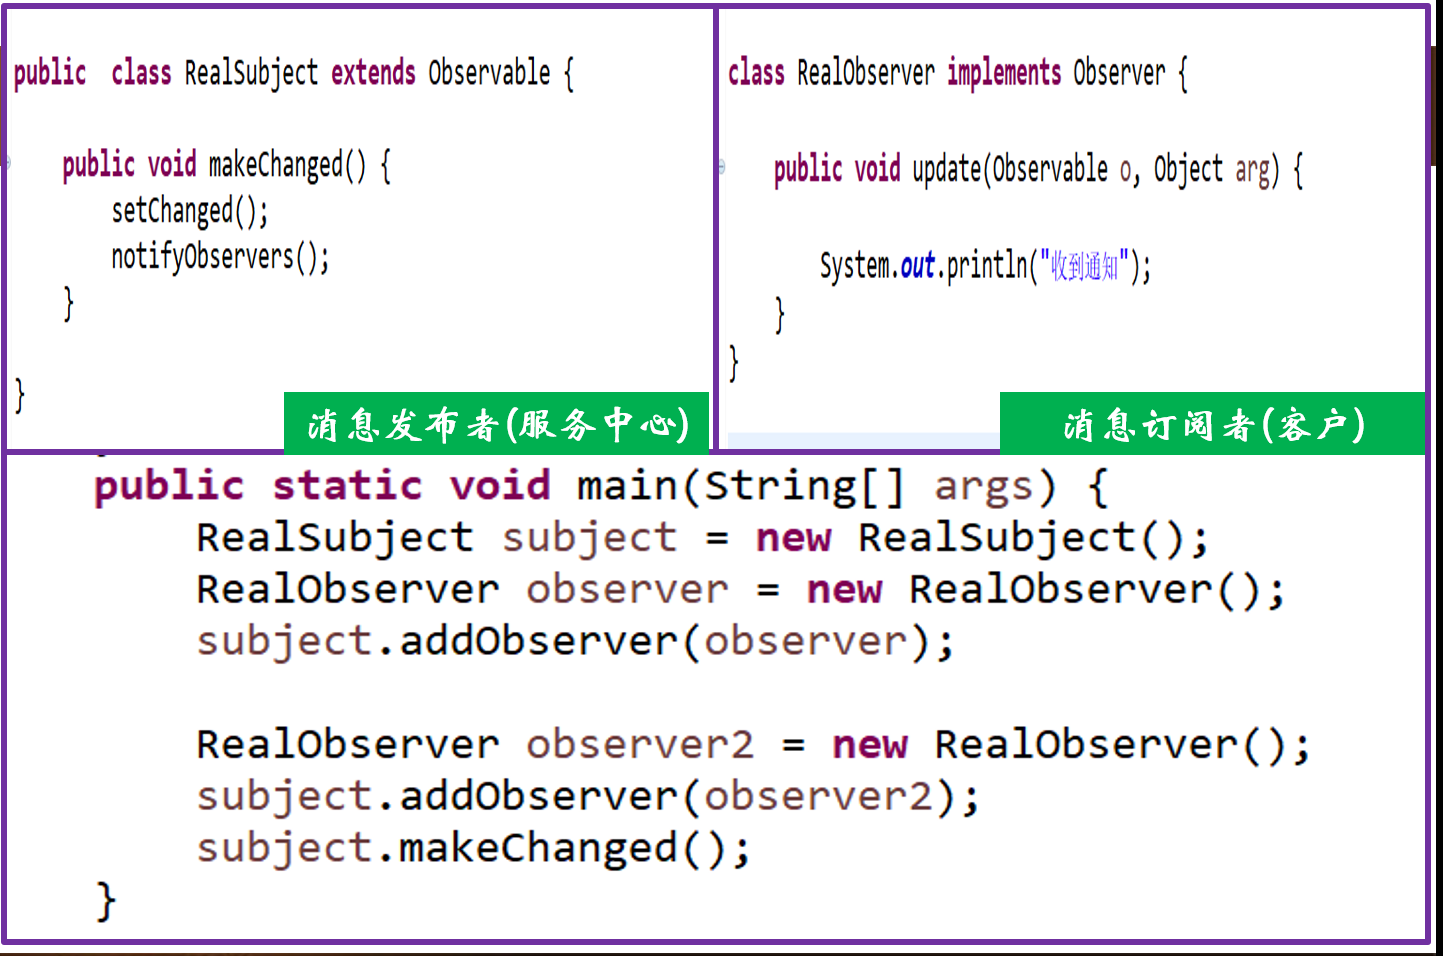 public  class RealSubject extends Observable {
public void makeChanged() {
setChanged();
notifyObservers();
}
}
消息发布者(服务中心)
class RealObserver implements Observer {
public void update(Observable o, Object arg) {
System.out.println("收到通知");
}
}
消息订阅者(客户)
public static void main(String[] args) {
RealSubject subject = new RealSubject();
RealObserver observer = new RealObserver();
subject.addObserver(observer);
RealObserver observer2 = new RealObserver();
subject.addObserver(observer2);
subject.makeChanged();
}